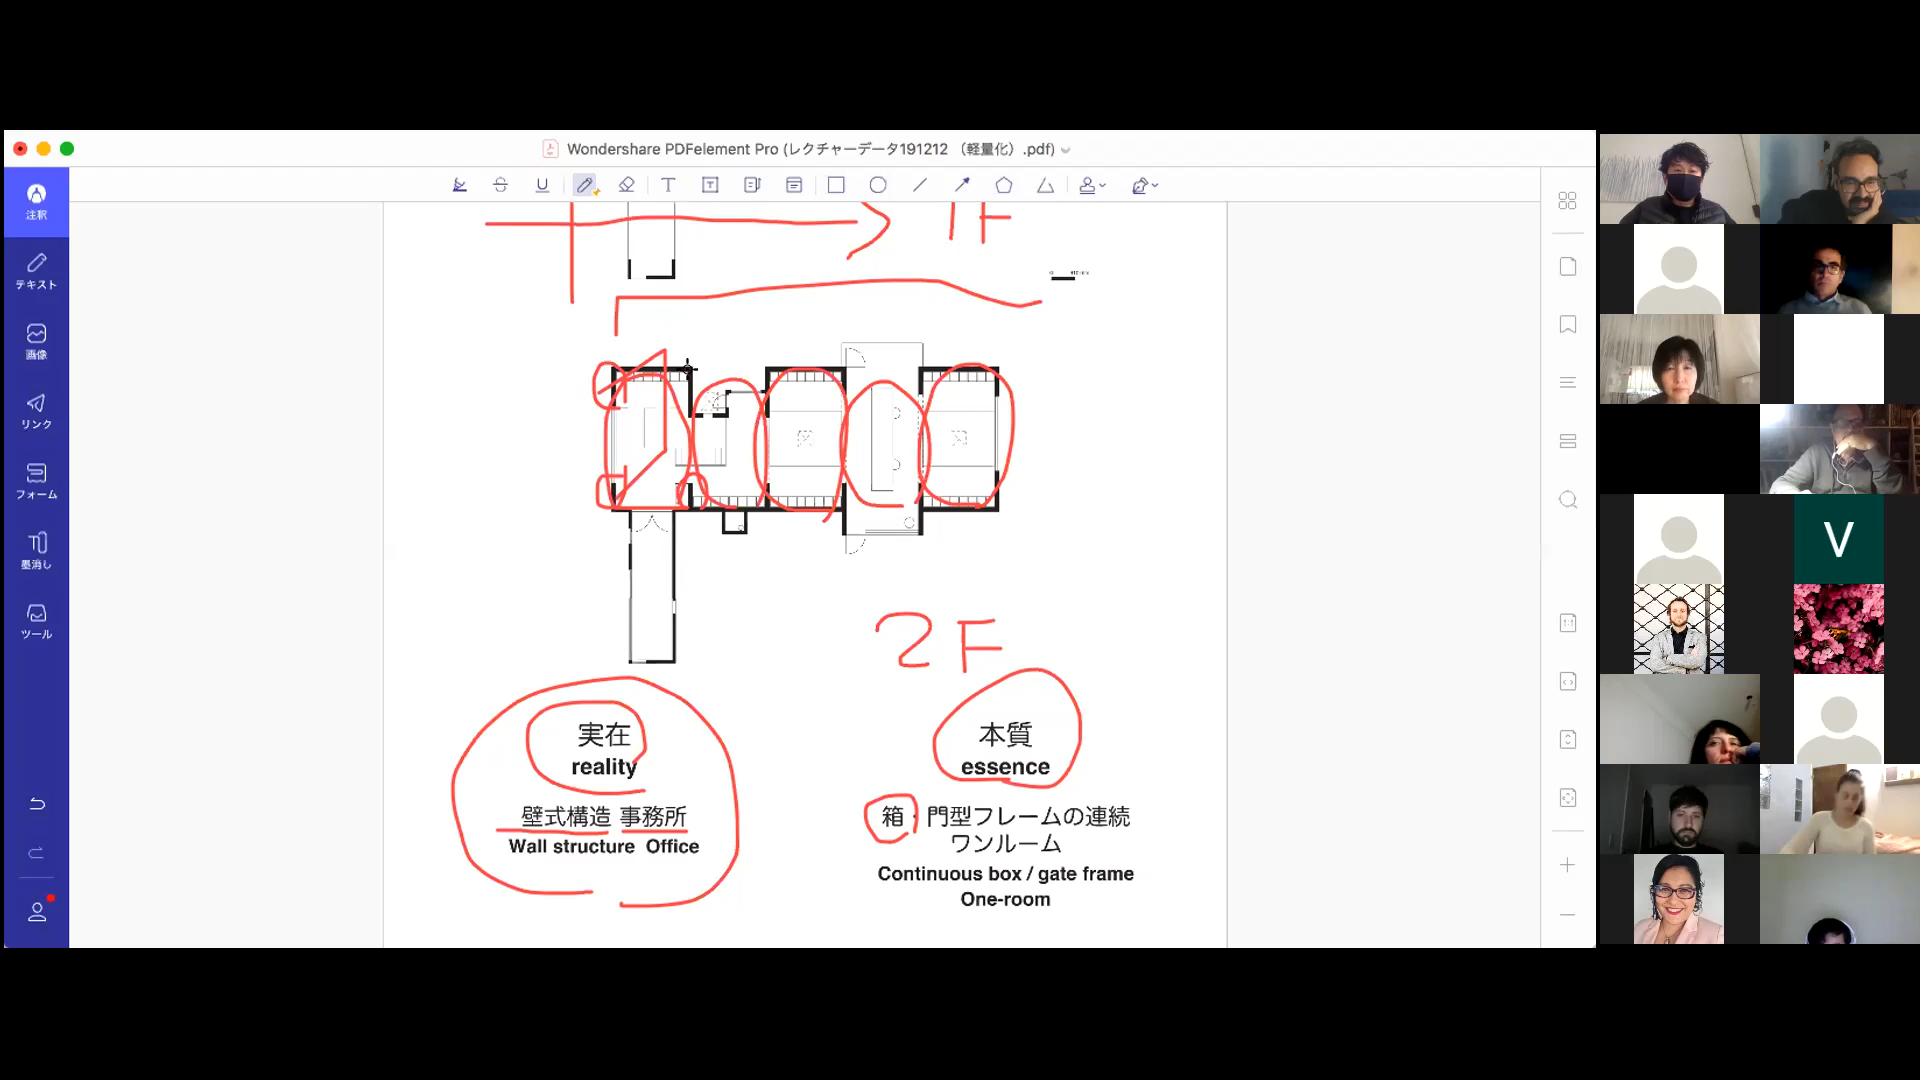 Wondershare PDFelement Pro (レクチャーデータ191212 （軽量化）.pdf)
注釈
テキスト
画像
リンク
フォーム
墨消し
ツール
1F
2F
実在
reality
壁式構造 事務所
Wall structure Office
本質
essence
箱・門型フレームの連続
ワンルーム
Continuous box / gate frame
One-room
V